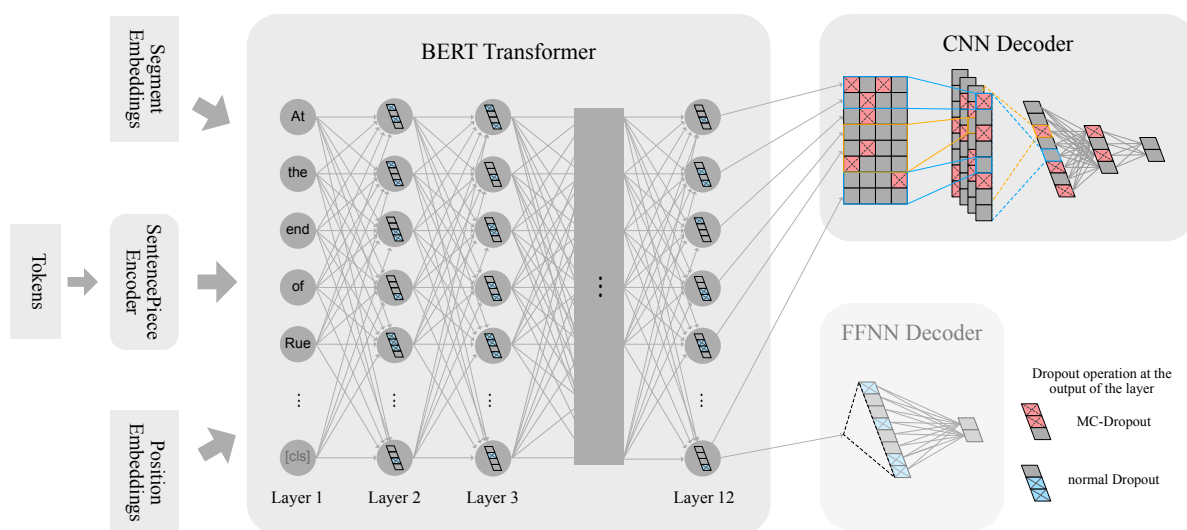 Segment
Embeddings
Tokens
SentencePiece
Encoder
Position
Embeddings
BERT Transformer
At
the
end
of
Rue
...
[cls]
...
...
...
...
Layer 1
Layer 2
Layer 3
Layer 12
CNN Decoder
FFNN Decoder
Dropout operation at the
output of the layer
MC-Dropout
normal Dropout